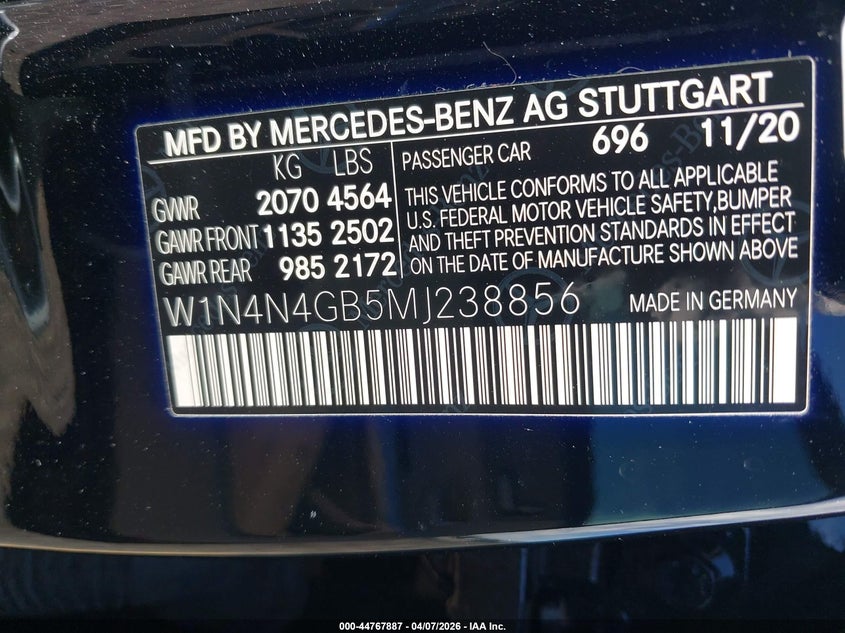 MFD BY MERCEDES-BENZ AG STUTTGART
KG LBS
GVWR 2070 4564
GAWR FRONT 1135 2502
GAWR REAR 985 2172
PASSENGER CAR 696 11/20
THIS VEHICLE CONFORMS TO ALL APPLICABLE
U.S. FEDERAL MOTOR VEHICLE SAFETY,BUMPER
AND THEFT PREVENTION STANDARDS IN EFFECT
ON THE DATE OF MANUFACTURE SHOWN ABOVE
W1N4N4GB5MJ238856 MADE IN GERMANY
000-44767887 - 04/07/2026 - IAA Inc.